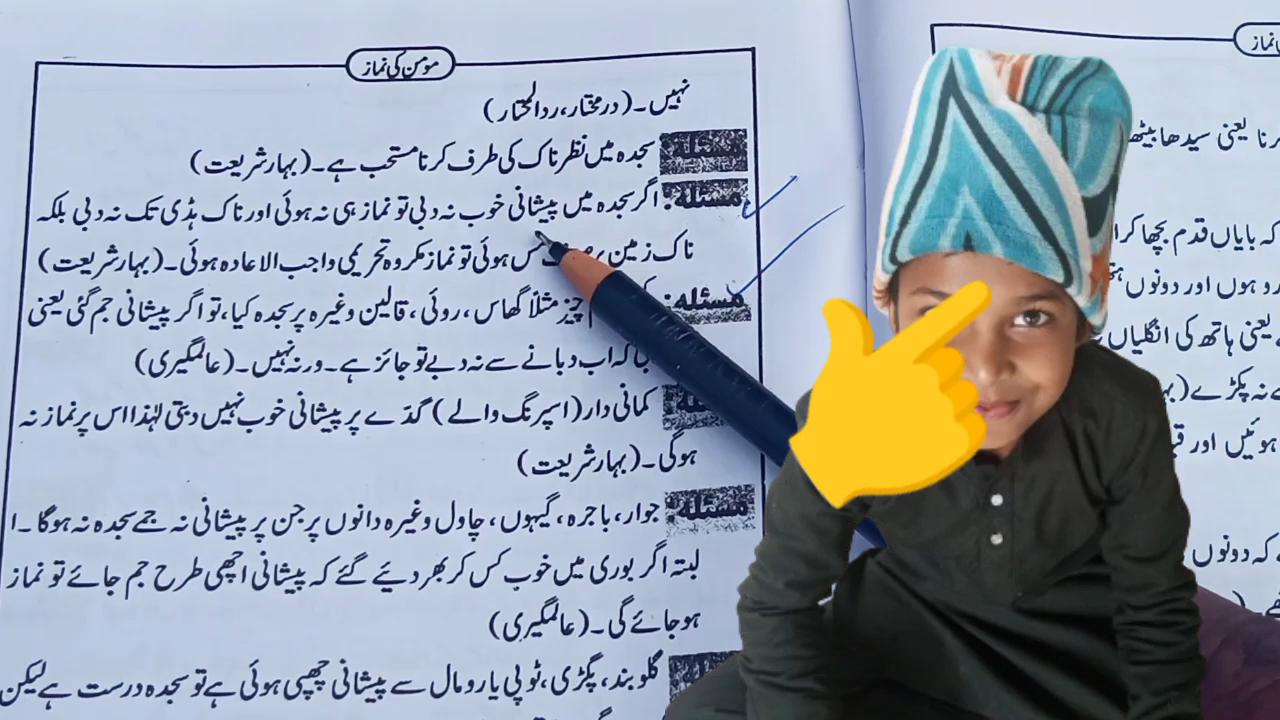 مومن کی نماز
نہیں۔(درمختار،ردالمحتار)
سجدہ میں نظر ناک کی طرف کرنا مستحب ہے۔(بہار شریعت)
مسئلہ: اگر سجدہ میں پیشانی خوب نہ دبی تو نماز ہی نہ ہوئی اور ناک ہڈی تک نہ دبی بلکہ
ناک زمین پر مس ہوئی تو نماز مکروہ تحریمی واجب الاعادہ ہوئی۔(بہار شریعت)
مسئلہ: چیز مثلاً گھاس، روئی، قالین وغیرہ پر سجدہ کیا، تو اگر پیشانی جم گئی یعنی
کہ اب دبانے سے نہ دبے تو جائز ہے۔ ورنہ نہیں۔(عالمگیری)
کمانی دار(اسپرنگ والے) گدّے پر پیشانی خوب نہیں دبتی لہٰذا اس پر نماز نہ
ہوگی۔(بہار شریعت)
مسئلہ جوار، باجرہ، گیہوں، چاول وغیرہ دانوں پر جن پر پیشانی نہ جمے سجدہ نہ ہوگا۔ا
لبتہ اگر بوری میں خوب کس کر بھر دیئے گئے کہ پیشانی اچھی طرح جم جائے تو نماز
ہو جائے گی۔(عالمگیری)
گلوبند، پگڑی، ٹوپی یا رومال سے پیشانی چھپی ہوئی ہے تو سجدہ درست ہے لیکن
نماز
یعنی سیدھا بیٹھ
کہ بایاں قدم بچھا کر
ہوں اور دونوں
یعنی ہاتھ کی انگلیاں
نہ پکڑے
ہوئیں اور
کہ دونوں